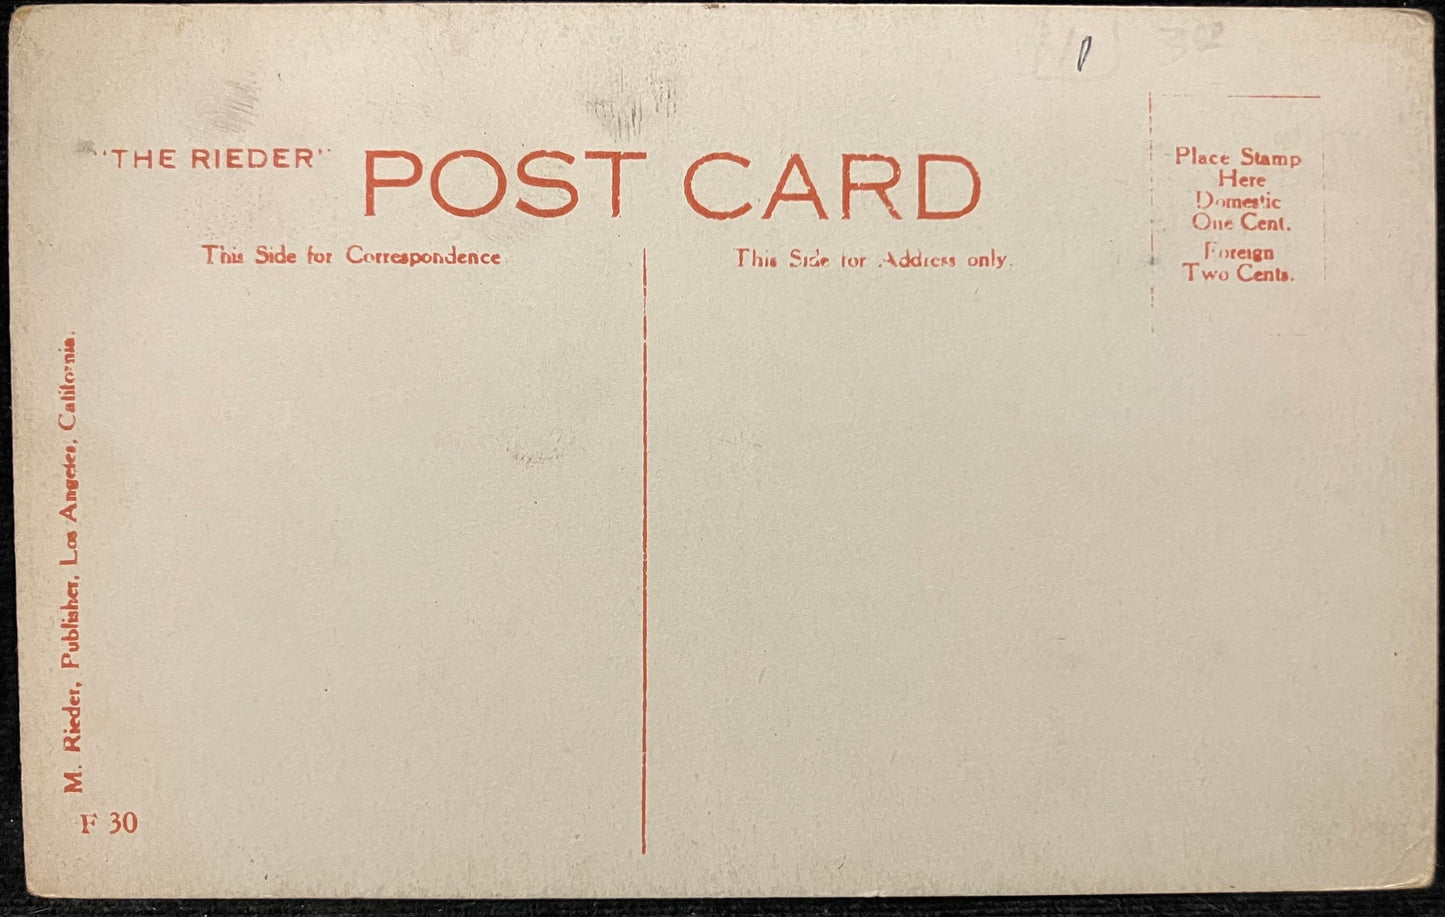 "THE RIEDER" POST CARD
This Side for Correspondence
This Side for Address only.
Place Stamp
Here
Domestic
One Cent.
Foreign
Two Cents.
M. Rieder, Publisher, Los Angeles, California.
F 30